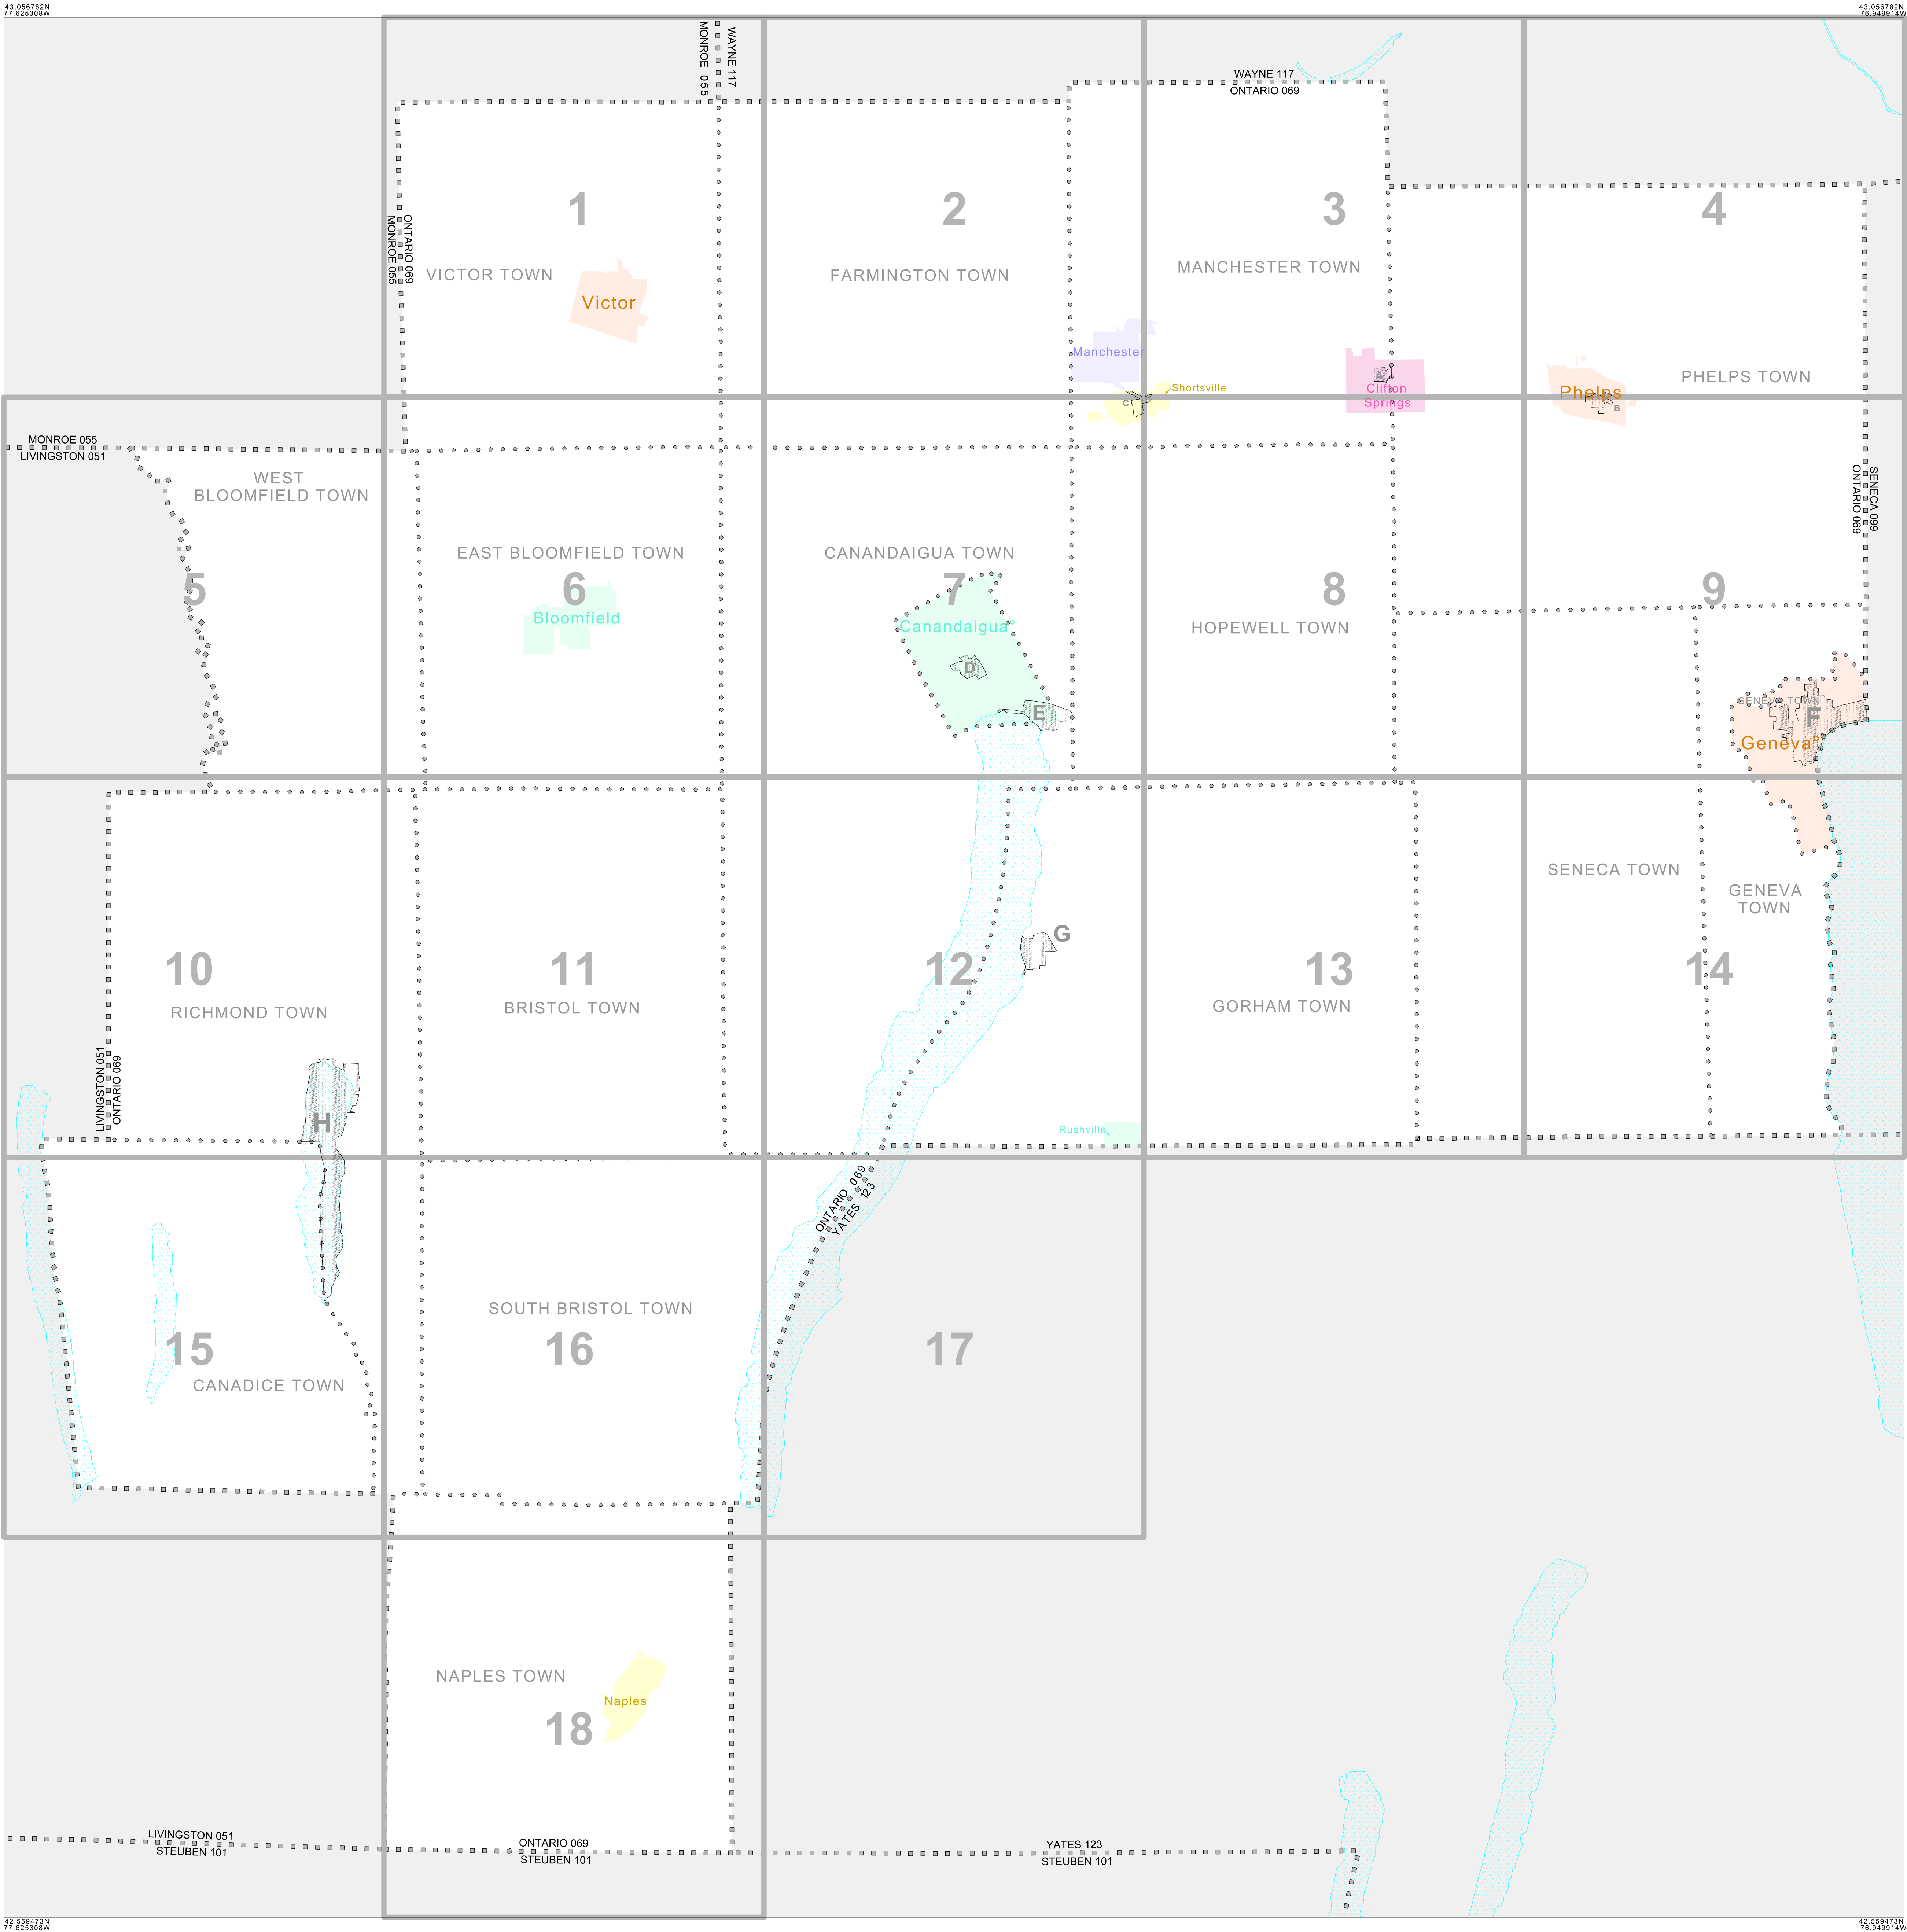 43.056782N
77.625308W
43.056782N
76.949914W
MONROE 055
WAYNE 117
WAYNE 117
ONTARIO 069
1
2
3
4
ONTARIO 069
MONROE 055
VICTOR TOWN
FARMINGTON TOWN
MANCHESTER TOWN
Victor
Manchester
Shortsville
C
A
Clifton
Springs
Phelps
B
PHELPS TOWN
MONROE 055
LIVINGSTON 051
WEST
BLOOMFIELD TOWN
SENECA 099
ONTARIO 069
EAST BLOOMFIELD TOWN
CANANDAIGUA TOWN
5
6
7
8
9
Bloomfield
Canandaigua°
HOPEWELL TOWN
D
E
GENEVA TOWN
F
Geneva°
SENECA TOWN
GENEVA
TOWN
G
10
11
12
13
14
RICHMOND TOWN
BRISTOL TOWN
GORHAM TOWN
LIVINGSTON 051
ONTARIO 069
H
Rushville
ONTARIO 069
YATES 123
SOUTH BRISTOL TOWN
15
16
17
CANADICE TOWN
NAPLES TOWN
Naples
18
LIVINGSTON 051
STEUBEN 101
ONTARIO 069
STEUBEN 101
YATES 123
STEUBEN 101
42.559473N
77.625308W
42.559473N
76.949914W